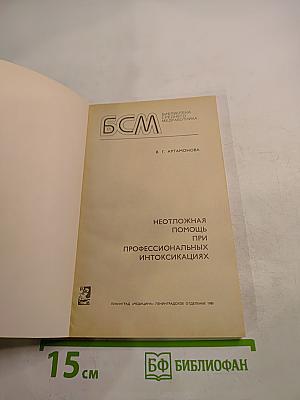 БСМ
БИБЛИОТЕКА
СРЕДНЕГО
МЕДРАБОТНИКА
В. Г. АРТАМОНОВА
НЕОТЛОЖНАЯ
ПОМОЩЬ
ПРИ
ПРОФЕССИОНАЛЬНЫХ
ИНТОКСИКАЦИЯХ
ЛЕНИНГРАД «МЕДИЦИНА» ЛЕНИНГРАДСКОЕ ОТДЕЛЕНИЕ
15 см
БФ БИБЛИОФАН